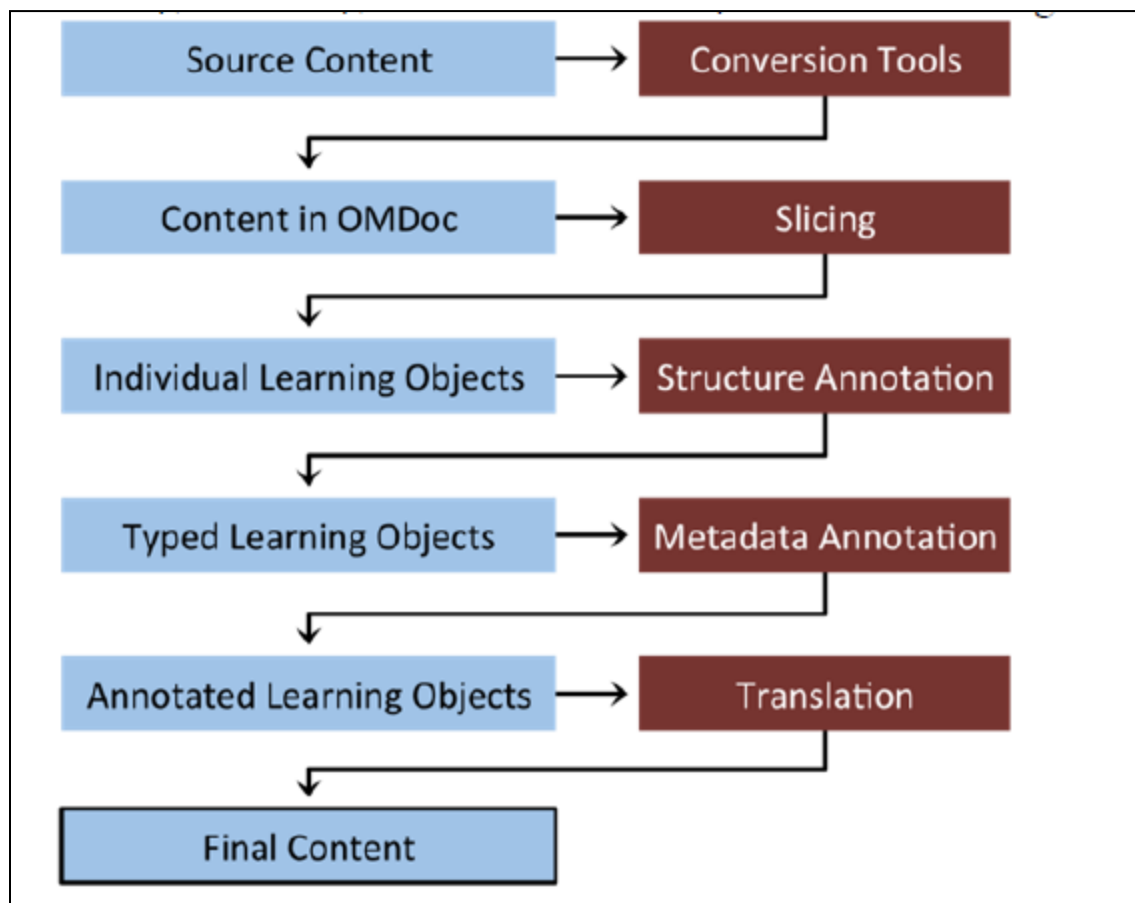 Source Content
Conversion Tools
Content in OMDoc
Slicing
Individual Learning Objects
Structure Annotation
Typed Learning Objects
Metadata Annotation
Annotated Learning Objects
Translation
Final Content